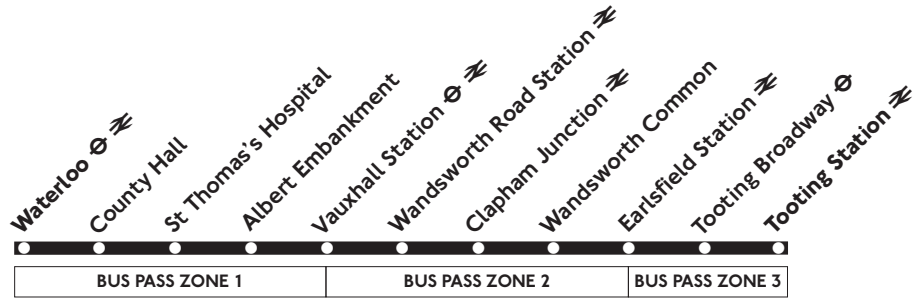 Waterloo
County Hall
St Thomas's Hospital
Albert Embankment
Vauxhall Station
Wandsworth Road Station
Clapham Junction
Wandsworth Common
Earlsfield Station
Tooting Broadway
Tooting Station
BUS PASS ZONE 1
BUS PASS ZONE 2
BUS PASS ZONE 3